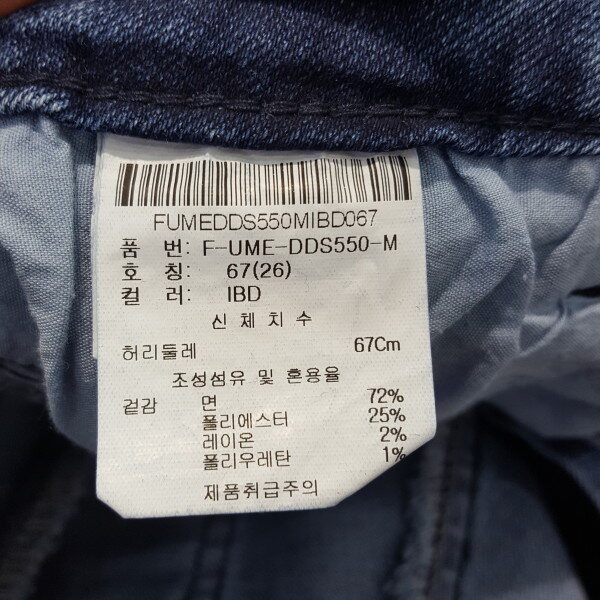 FUMEDDS550MIBD067
품 번: F-UME-DDS550-M
호 칭: 67(26)
컬 러: IBD
신 체 치 수
허리둘레 67Cm
조성섬유 및 혼용율
겉감 면 72%
폴리에스터 25%
레이온 2%
폴리우레탄 1%
제품취급주의